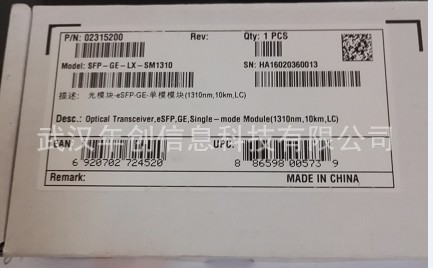 P/N: 02315200 Rev: Qty: 1 PCS
Model: SFP-GE-LX-SM1310 SN: HA16020360013
描述: 光模块-eSFP-GE-单模模块(1310nm,10km,LC)
Desc.: Optical Transceiver,eSFP,GE,Single-mode Module(1310nm,10km,LC)
武汉年创信息科技有限公司
EAN: UPC:
6 920702 724520 8 86598 00573 9
Remark: MADE IN CHINA